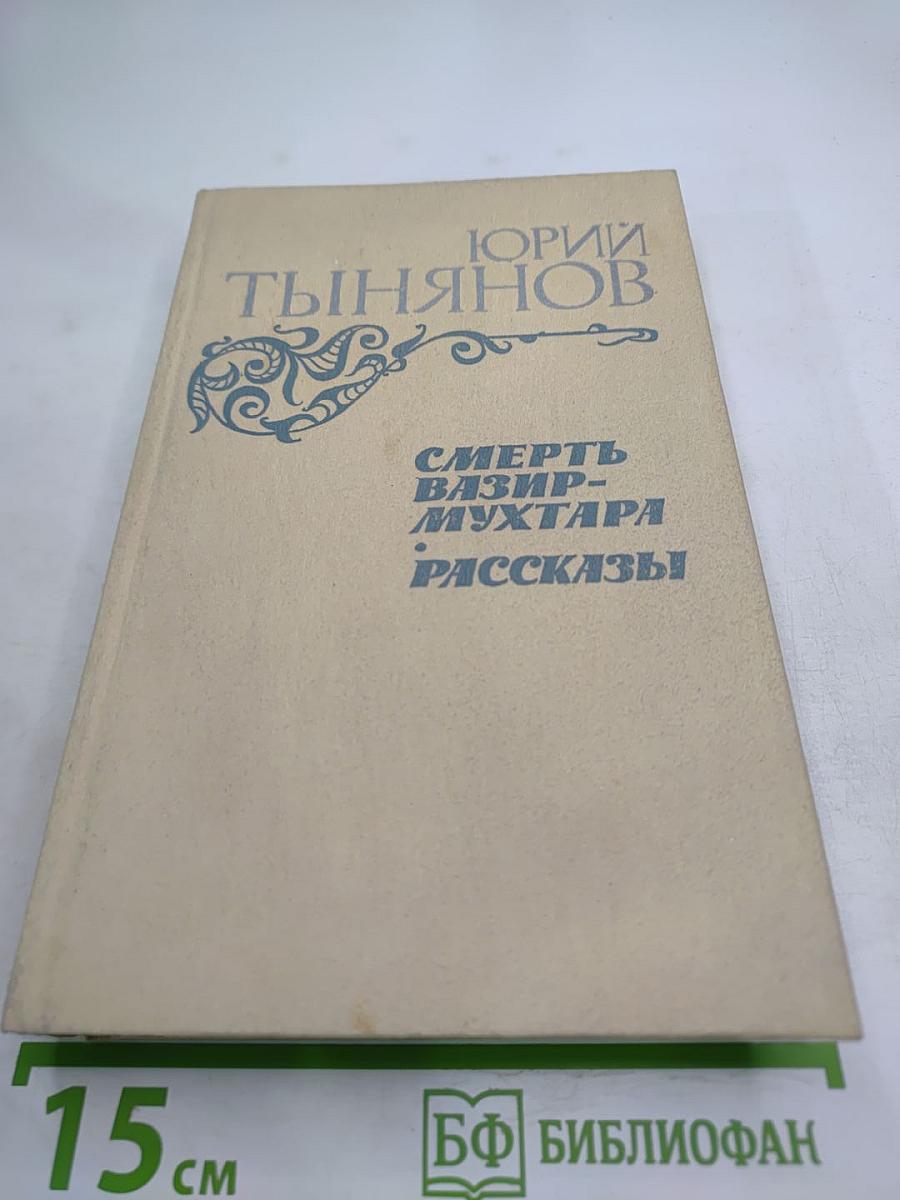 ЮРИЙ
ТЫНЯНОВ
СМЕРТЬ
ВАЗИР-
МУХТАРА
•
РАССКАЗЫ
15 см
БФ БИБЛИОФАН